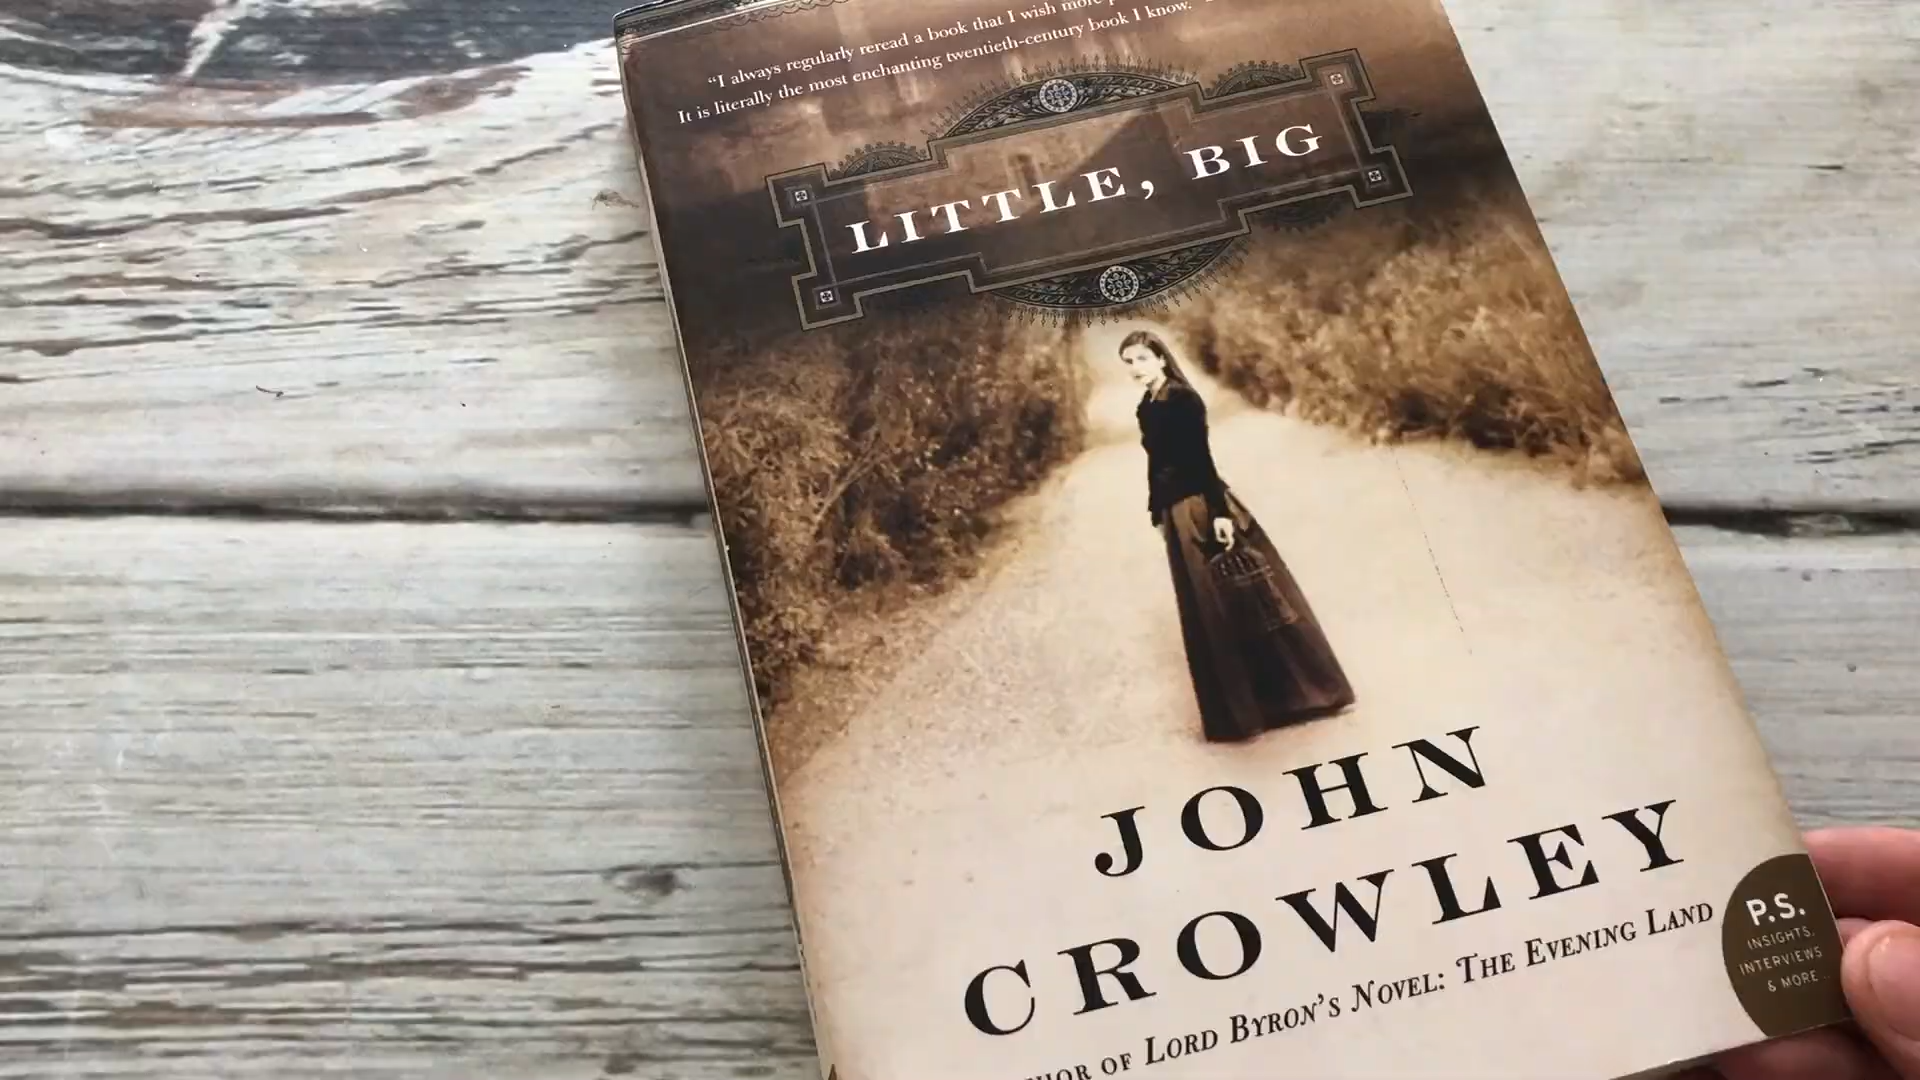 "I always regularly reread a book that I wish more
It is literally the most enchanting twentieth-century book I know."
LITTLE, BIG
JOHN
CROWLEY
OF LORD BYRON'S NOVEL: THE EVENING LAND
P.S.
INSIGHTS,
INTERVIEWS
& MORE...